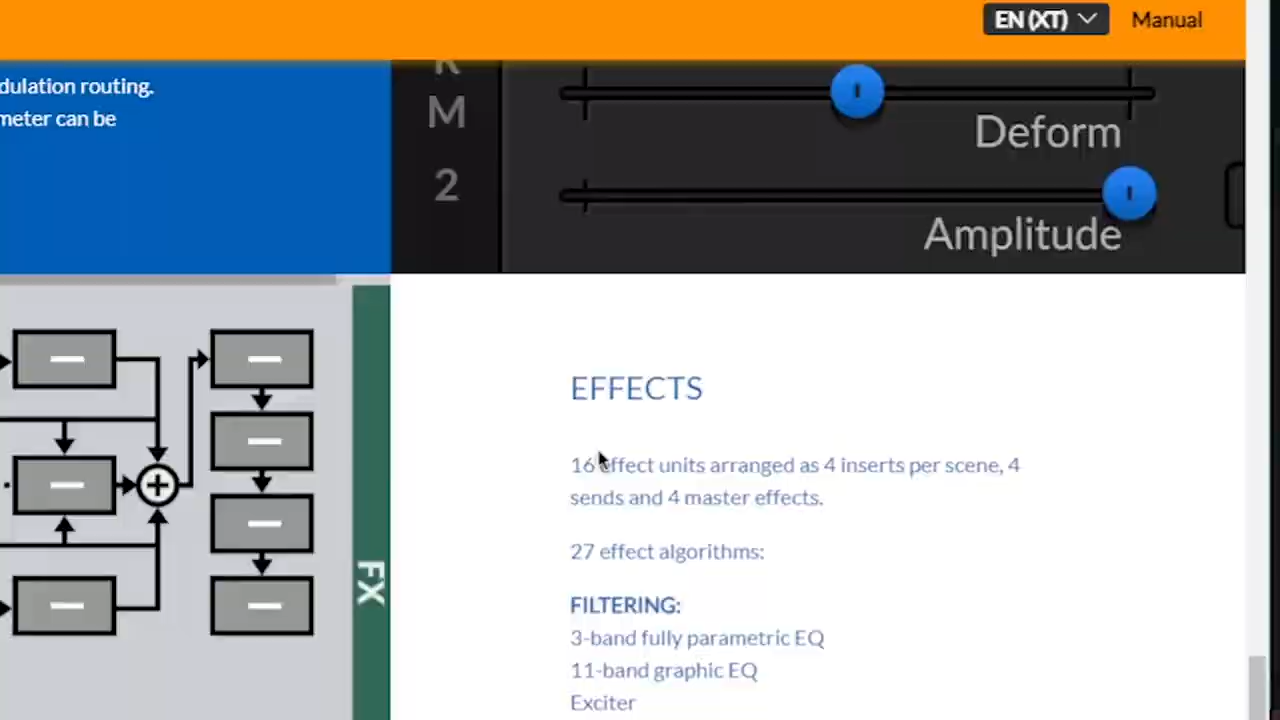 EN (XT) Manual
dulation routing.
meter can be
M
Deform
2
Amplitude
EFFECTS
16 effect units arranged as 4 inserts per scene, 4
sends and 4 master effects.
27 effect algorithms:
FX
FILTERING:
3-band fully parametric EQ
11-band graphic EQ
Exciter